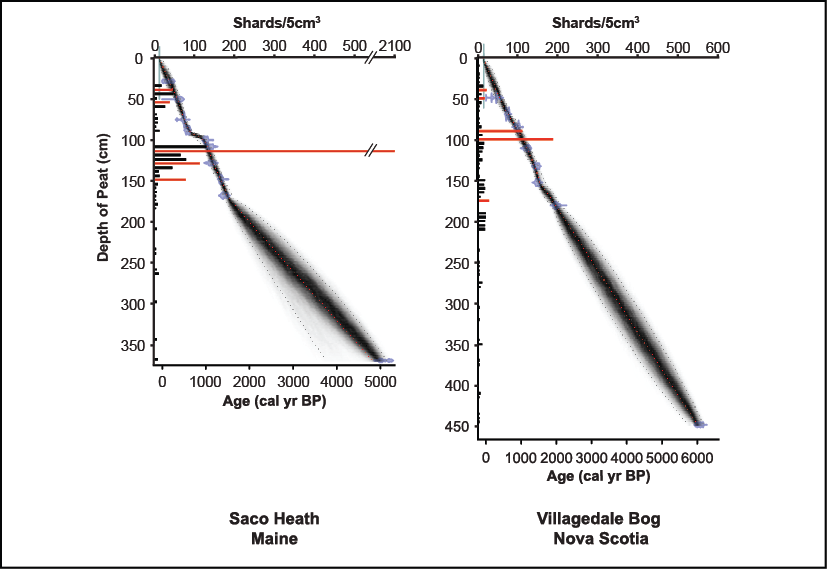 Shards/5cm³ Shards/5cm³
0 100 200 300 400 500 2100 0 100 200 300 400 500 600
0 0
50 50
100 100
150 150
200 200
250 250
300 300
350 350
400
450
Depth of Peat (cm)
0 1000 2000 3000 4000 5000
Age (cal yr BP)
0 1000 2000 3000 4000 5000 6000
Age (cal yr BP)
Saco Heath Villagedale Bog
Maine Nova Scotia